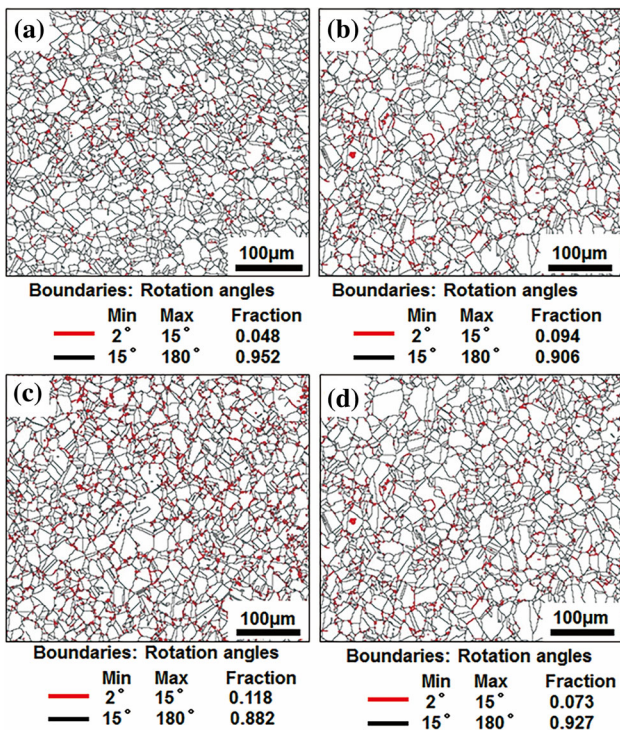 (a)
100μm
Boundaries: Rotation angles
Min Max Fraction
2° 15° 0.048
15° 180° 0.952
(b)
100μm
Boundaries: Rotation angles
Min Max Fraction
2° 15° 0.094
15° 180° 0.906
(c)
100μm
Boundaries: Rotation angles
Min Max Fraction
2° 15° 0.118
15° 180° 0.882
(d)
100μm
Boundaries: Rotation angles
Min Max Fraction
2° 15° 0.073
15° 180° 0.927